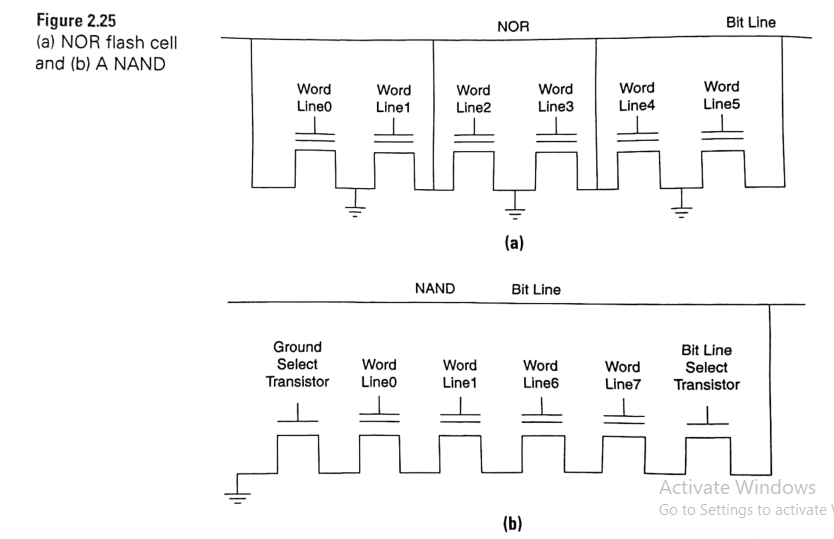 Figure 2.25
(a) NOR flash cell
and (b) A NAND
NOR
Bit Line
Word
Line0
Word
Line1
Word
Line2
Word
Line3
Word
Line4
Word
Line5
(a)
NAND
Bit Line
Ground
Select
Transistor
Word
Line0
Word
Line1
Word
Line6
Word
Line7
Bit Line
Select
Transistor
(b)
Activate Windows
Go to Settings to activate